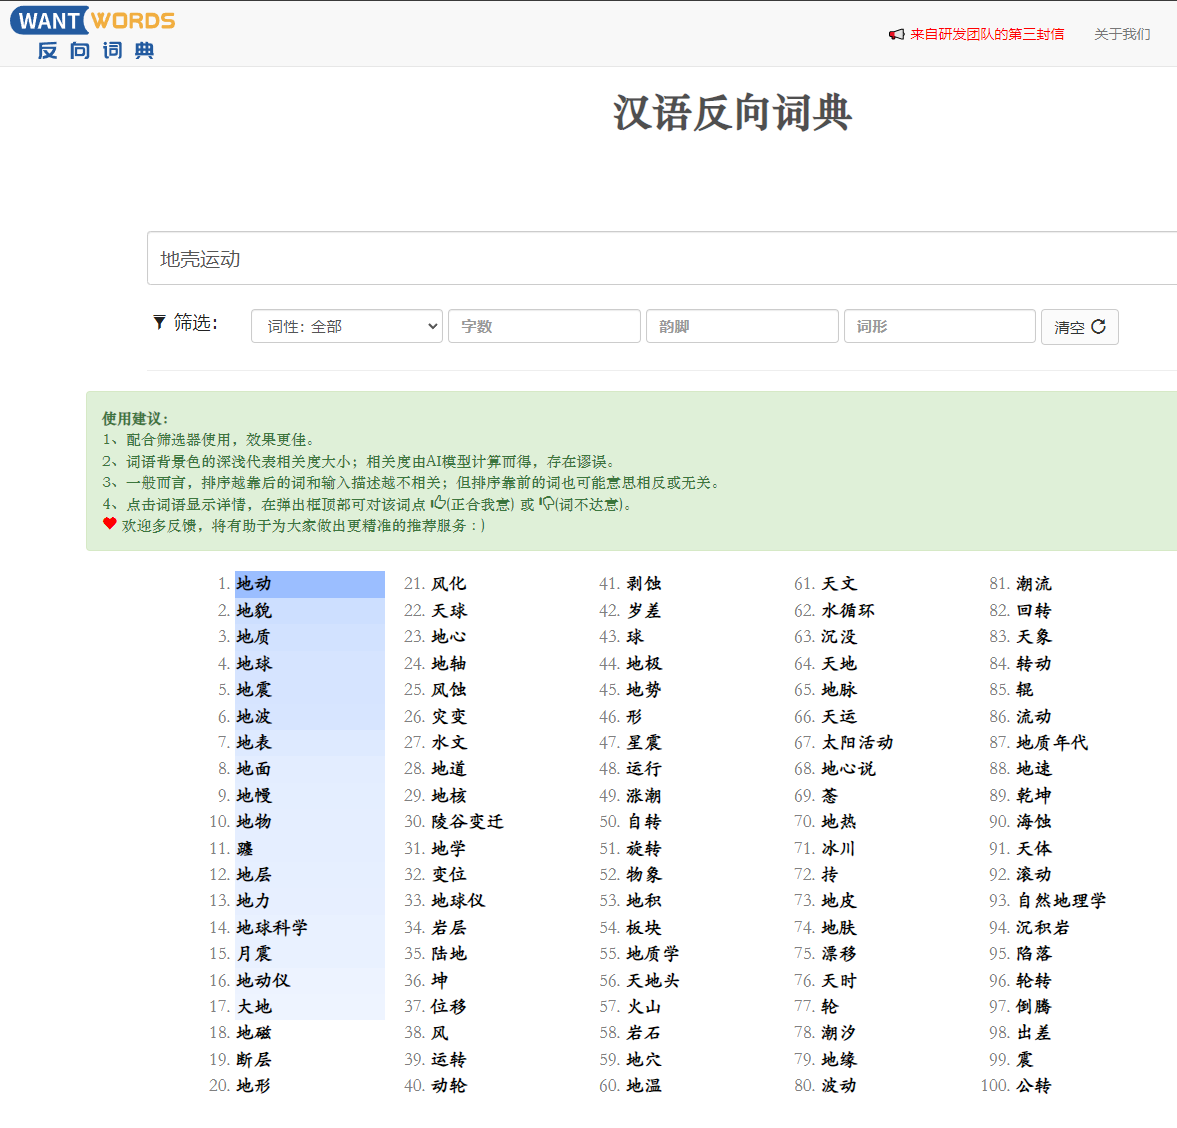 WANT WORDS
反向词典
来自研发团队的第三封信 关于我们
汉语反向词典
地壳运动
筛选: 词性: 全部 字数 韵脚 词形 清空
使用建议:
1、配合筛选器使用，效果更佳。
2、词语背景色的深浅代表相关度大小；相关度由AI模型计算而得，存在谬误。
3、一般而言，排序越靠后的词和输入描述越不相关；但排序靠前的词也可能意思相反或无关。
4、点击词语显示详情，在弹出框顶部可对该词点 (正合我意) 或 (词不达意)。
欢迎多反馈，将有助于为大家做出更精准的推荐服务 : )
1. 地动
2. 地貌
3. 地质
4. 地球
5. 地震
6. 地波
7. 地表
8. 地面
9. 地幔
10. 地物
11. 躔
12. 地层
13. 地力
14. 地球科学
15. 月震
16. 地动仪
17. 大地
18. 地磁
19. 断层
20. 地形
21. 风化
22. 天球
23. 地心
24. 地轴
25. 风蚀
26. 灾变
27. 水文
28. 地道
29. 地核
30. 陵谷变迁
31. 地学
32. 变位
33. 地球仪
34. 岩层
35. 陆地
36. 坤
37. 位移
38. 风
39. 运转
40. 动轮
41. 剥蚀
42. 岁差
43. 球
44. 地极
45. 地势
46. 形
47. 星震
48. 运行
49. 涨潮
50. 自转
51. 旋转
52. 物象
53. 地积
54. 板块
55. 地质学
56. 天地头
57. 火山
58. 岩石
59. 地穴
60. 地温
61. 天文
62. 水循环
63. 沉没
64. 天地
65. 地脉
66. 天运
67. 太阳活动
68. 地心说
69.
70. 地热
71. 冰川
72.
73. 地皮
74. 地肤
75. 漂移
76. 天时
77. 轮
78. 潮汐
79. 地缘
80. 波动
81. 潮流
82. 回转
83. 天象
84. 转动
85. 辊
86. 流动
87. 地质年代
88. 地速
89. 乾坤
90. 海蚀
91. 天体
92. 滚动
93. 自然地理学
94. 沉积岩
95. 陷落
96. 轮转
97. 倒腾
98. 出差
99. 震
100. 公转